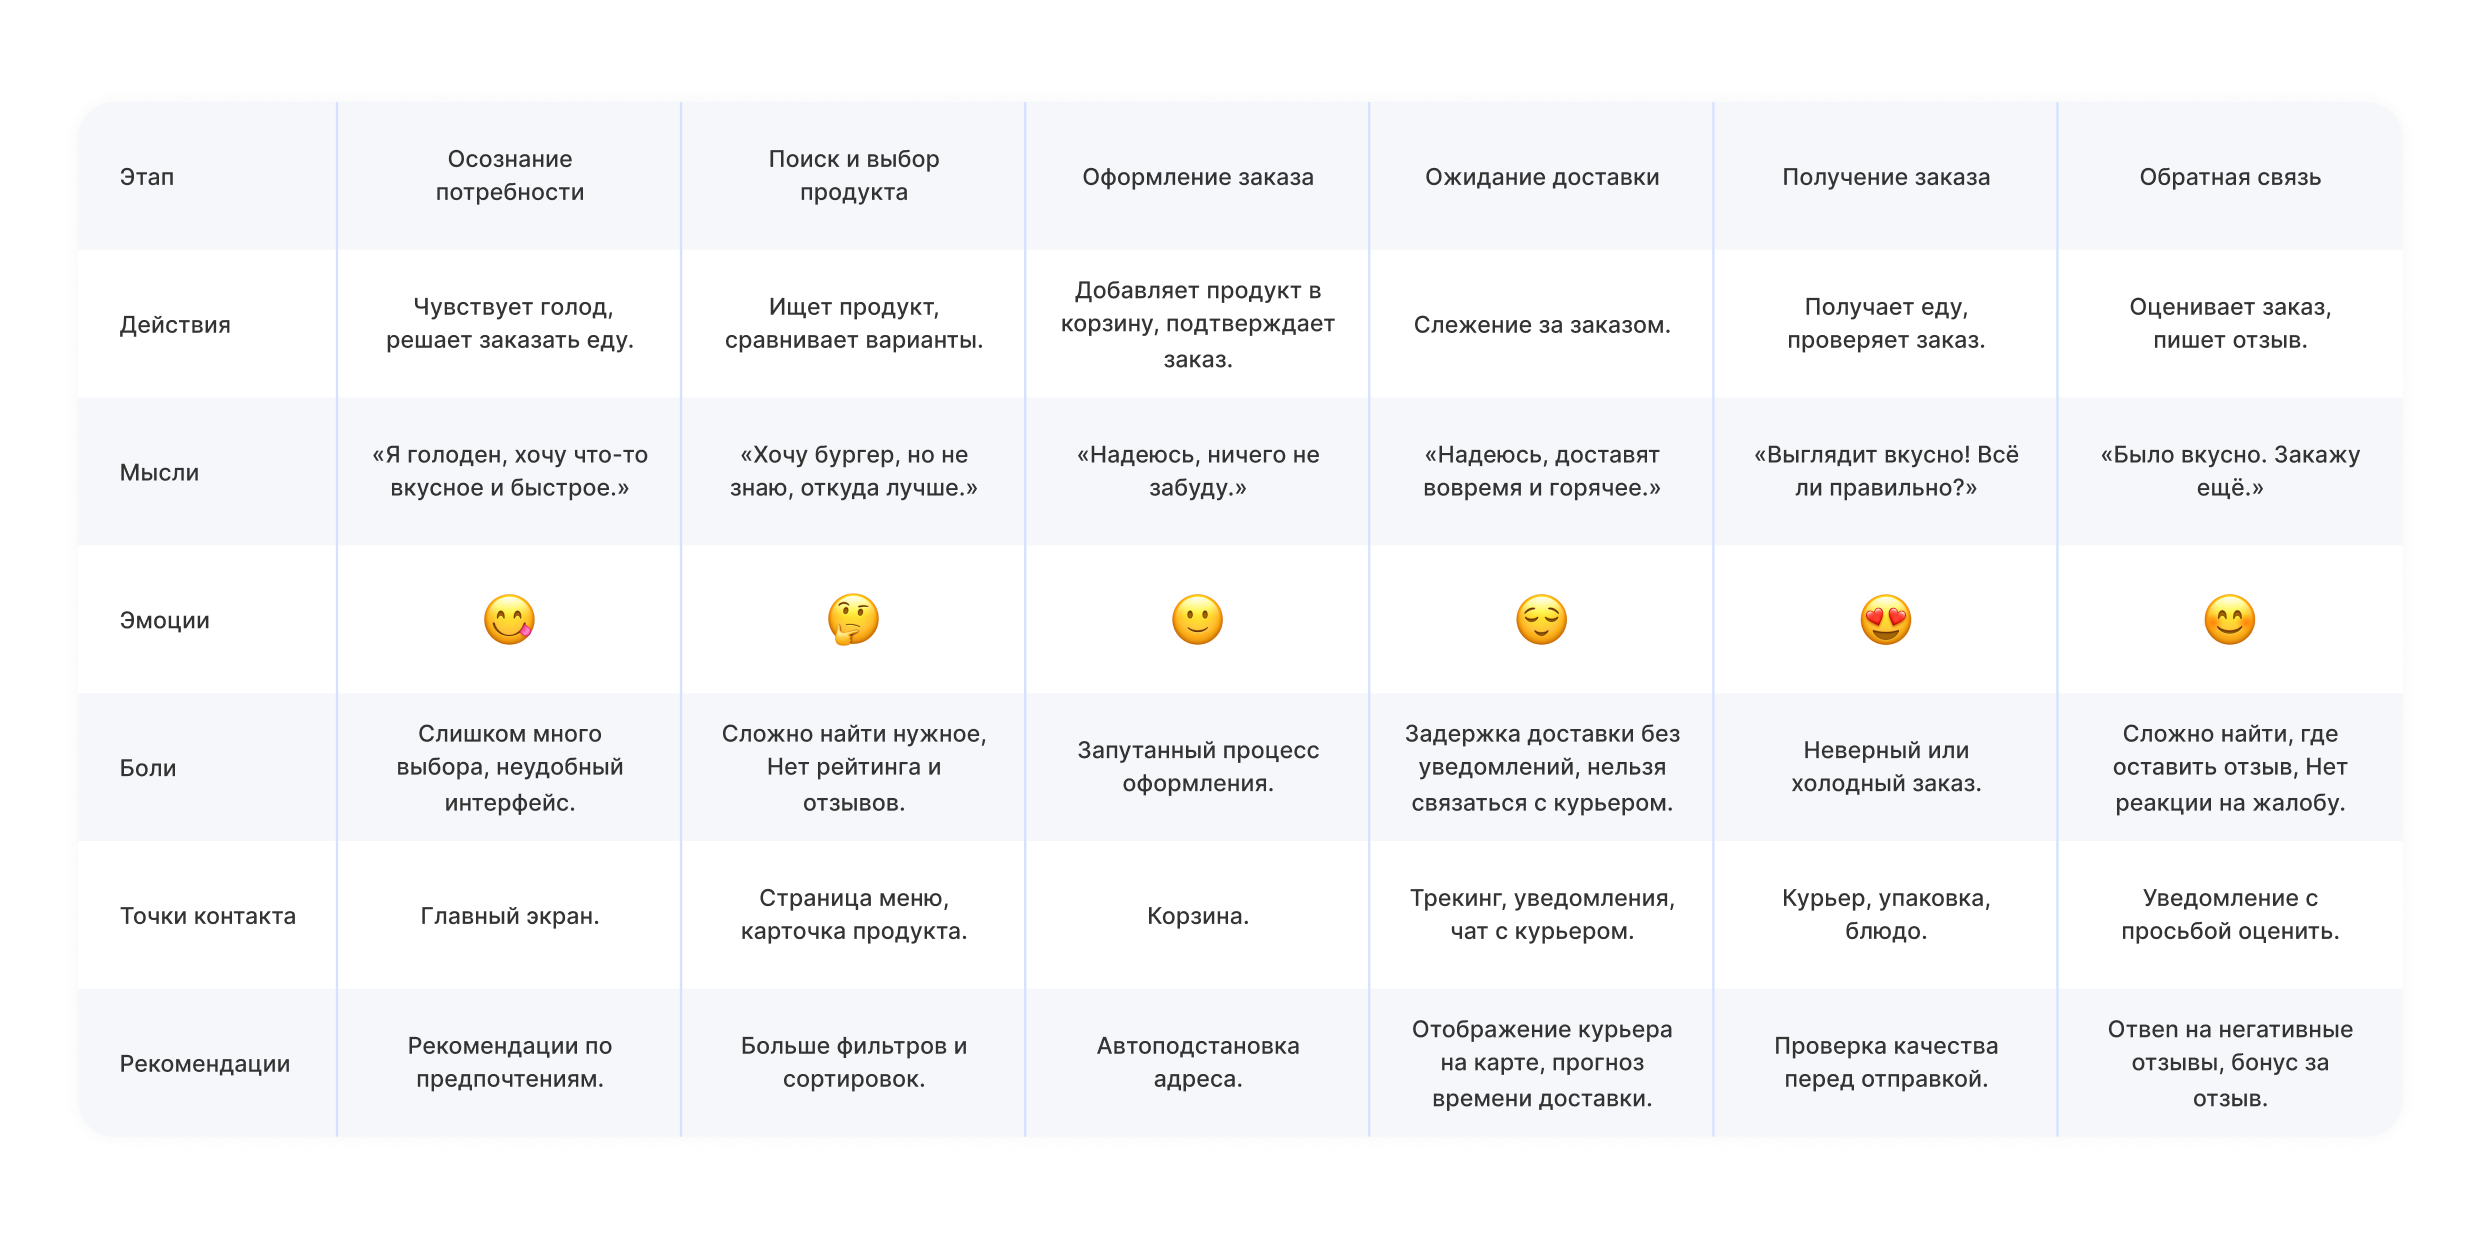 Этап
Осознание
потребности
Поиск и выбор
продукта
Оформление заказа
Ожидание доставки
Получение заказа
Обратная связь
Действия
Чувствует голод,
решает заказать еду.
Ищет продукт,
сравнивает варианты.
Добавляет продукт в
корзину, подтверждает
заказ.
Слежение за заказом.
Получает еду,
проверяет заказ.
Оценивает заказ,
пишет отзыв.
Мысли
«Я голоден, хочу что-то
вкусное и быстрое.»
«Хочу бургер, но не
знаю, откуда лучше.»
«Надеюсь, ничего не
забуду.»
«Надеюсь, доставят
вовремя и горячее.»
«Выглядит вкусно! Всё
ли правильно?»
«Было вкусно. Закажу
ещё.»
Эмоции
Боли
Слишком много
выбора, неудобный
интерфейс.
Сложно найти нужное,
Нет рейтинга и
отзывов.
Запутанный процесс
оформления.
Задержка доставки без
уведомлений, нельзя
связаться с курьером.
Неверный или
холодный заказ.
Сложно найти, где
оставить отзыв, Нет
реакции на жалобу.
Точки контакта
Главный экран.
Страница меню,
карточка продукта.
Корзина.
Трекинг, уведомления,
чат с курьером.
Курьер, упаковка,
блюдо.
Уведомление с
просьбой оценить.
Рекомендации
Рекомендации по
предпочтениям.
Больше фильтров и
сортировок.
Автоподстановка
адреса.
Отображение курьера
на карте, прогноз
времени доставки.
Проверка качества
перед отправкой.
Отвеп на негативные
отзывы, бонус за
отзыв.